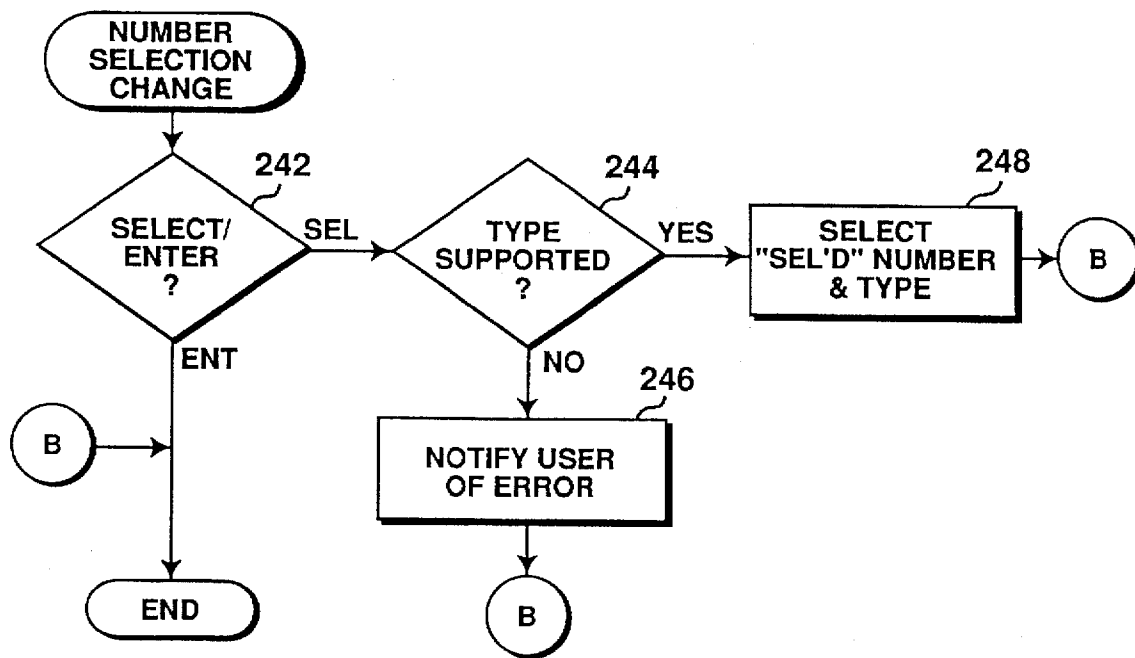 NUMBER
SELECTION
CHANGE
242
SELECT/
ENTER
?
SEL
ENT
244
TYPE
SUPPORTED
?
YES
NO
248
SELECT
"SEL'D" NUMBER
& TYPE
B
246
NOTIFY USER
OF ERROR
B
B
END